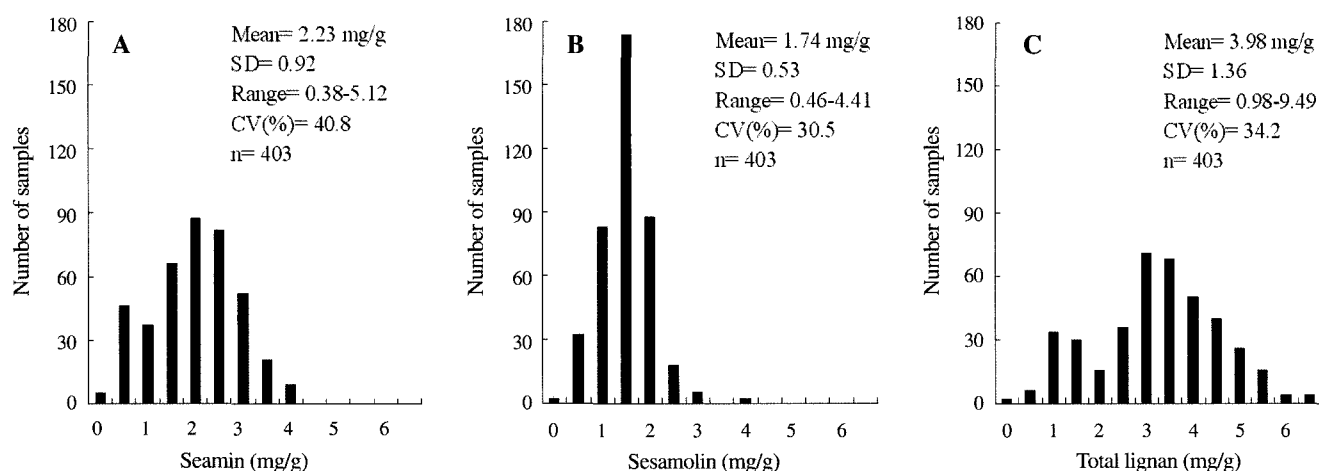 180
150
120
90
60
30
0
Number of samples
A
Mean= 2.23 mg/g
SD= 0.92
Range= 0.38-5.12
CV(%)= 40.8
n= 403
0 1 2 3 4 5 6
Seamin (mg/g)
180
150
120
90
60
30
0
Number of samples
B
Mean= 1.74 mg/g
SD= 0.53
Range= 0.46-4.41
CV(%)= 30.5
n= 403
0 1 2 3 4 5 6
Sesamolin (mg/g)
180
150
120
90
60
30
0
Number of samples
C
Mean= 3.98 mg/g
SD= 1.36
Range= 0.98-9.49
CV(%)= 34.2
n= 403
0 1 2 3 4 5 6
Total lignan (mg/g)